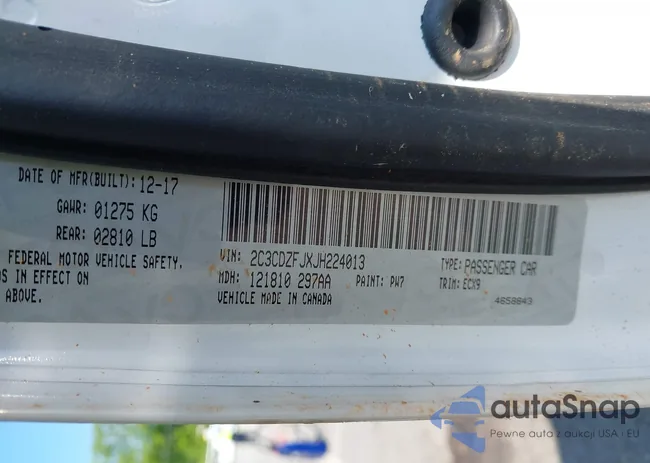 DATE OF MFR(BUILT): 12-17
GAWR: 01275 KG
REAR: 02810 LB
FEDERAL MOTOR VEHICLE SAFETY,
S IN EFFECT ON
ABOVE.
VIN: 2C3CDZFJXJH224013
TYPE: PASSENGER CAR
MDH: 121810 297AA
PAINT: PW7
TRIM: ECX9
VEHICLE MADE IN CANADA
4658843
autaSnap
Pewne auta z aukcji USA i EU